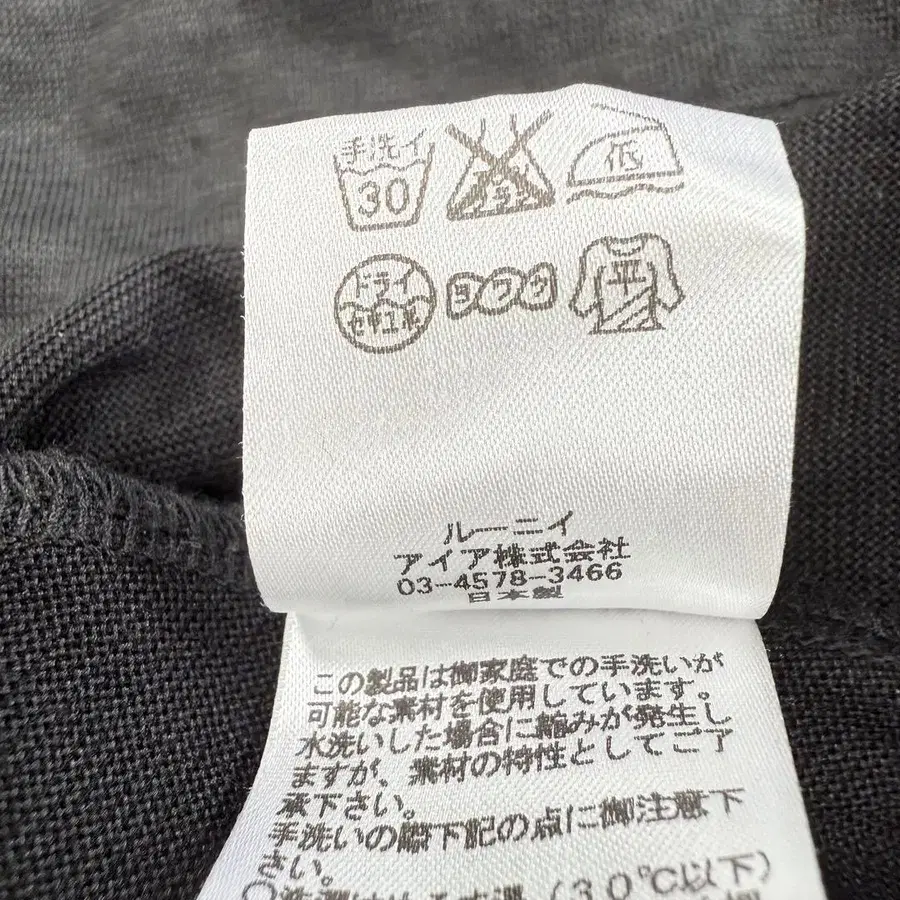 手洗イ
30
低
ドライ
セキユ系
ヨワク
平
ルーニィ
アイア株式会社
03-4578-3466
日本製
この製品は御家庭での手洗いが
可能な素材を使用しています。
水洗いした場合に縮みが発生し
ますが、素材の特性としてご了
承下さい。
手洗いの際下記の点に御注意下
さい。
(30℃以下)